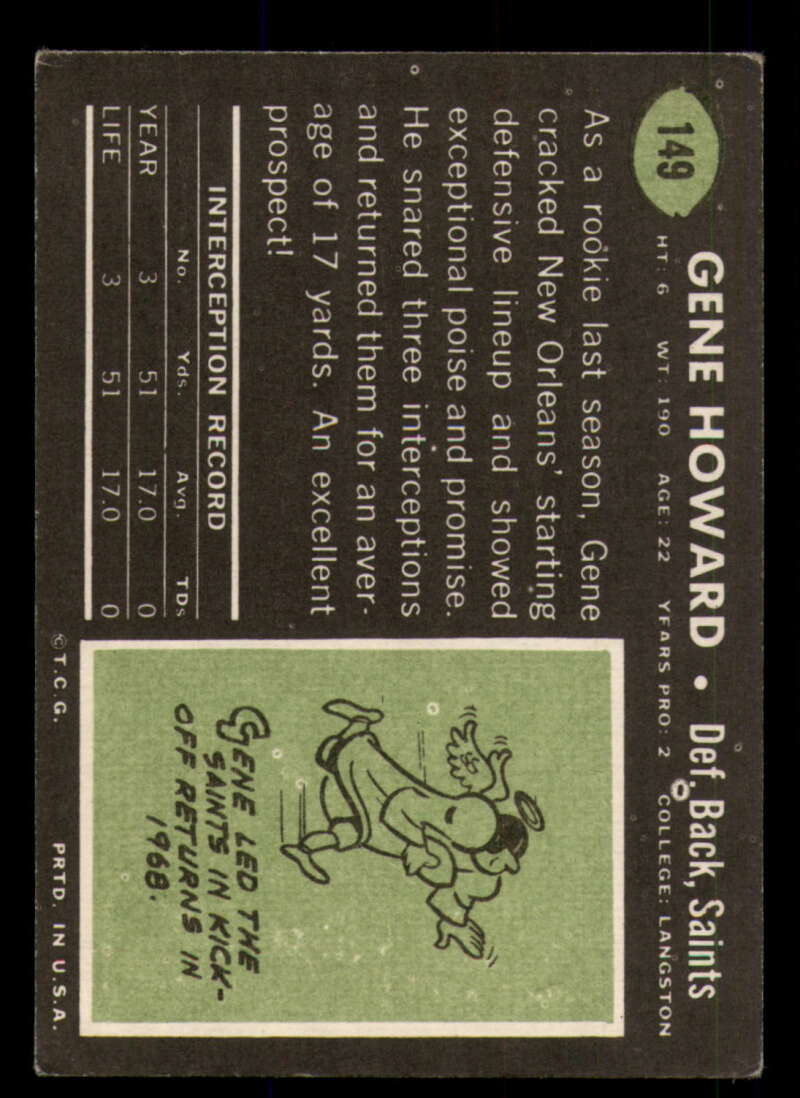 149
GENE HOWARD • Def. Back, Saints
HT: 6 WT: 190 AGE: 22 YEARS PRO: 2 COLLEGE: LANGSTON
As a rookie last season, Gene
cracked New Orleans' starting
defensive lineup and showed
exceptional poise and promise.
He snared three interceptions
and returned them for an aver-
age of 17 yards. An excellent
prospect!
INTERCEPTION RECORD
No. Yds. Avg. TDs
YEAR 3 51 17.0 0
LIFE 3 51 17.0 0
GENE LED THE
SAINTS IN KICK-
OFF RETURNS IN
1968.
© T.C.G. PRTD. IN U.S.A.